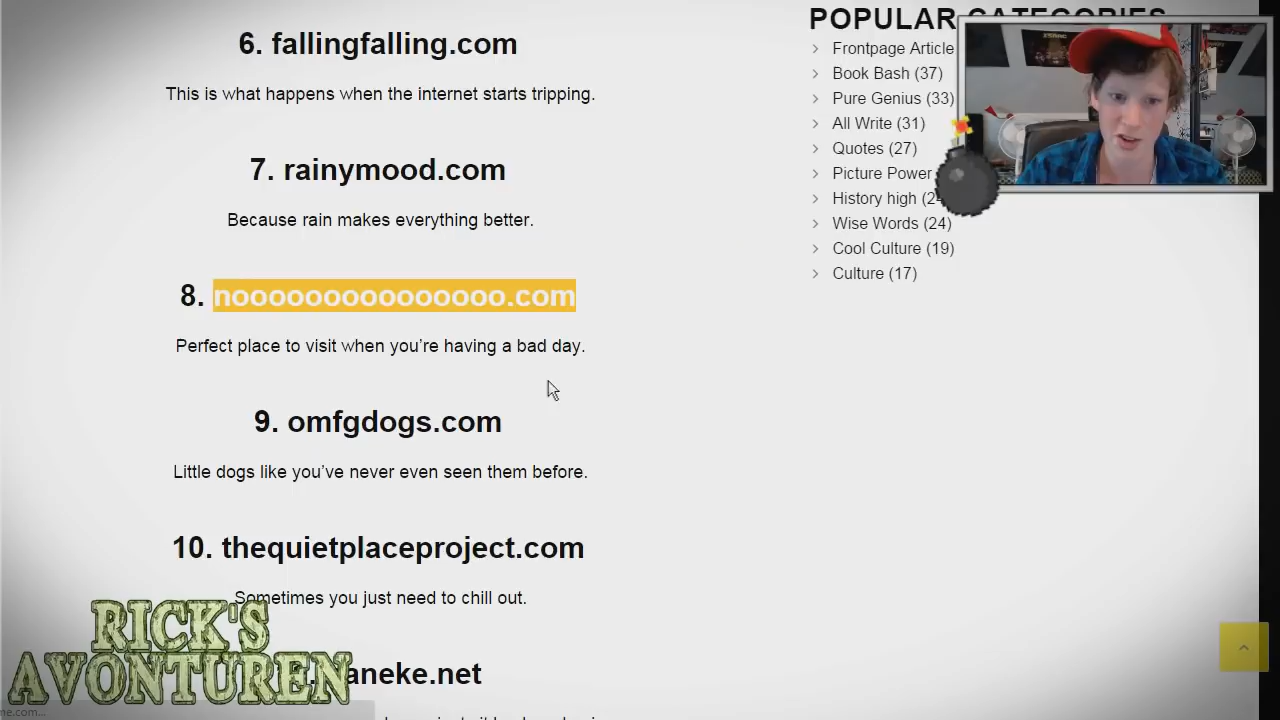 6. fallingfalling.com
This is what happens when the internet starts tripping.
7. rainymood.com
Because rain makes everything better.
8. nooooooooooooooo.com
Perfect place to visit when you’re having a bad day.
9. omfgdogs.com
Little dogs like you’ve never even seen them before.
10. thequietplaceproject.com
Sometimes you just need to chill out.
aneke.net
POPULAR CATEGORIES
Frontpage Article
Book Bash (37)
Pure Genius (33)
All Write (31)
Quotes (27)
Picture Power
History high (24
Wise Words (24)
Cool Culture (19)
Culture (17)
RICK'S
AVONTUREN